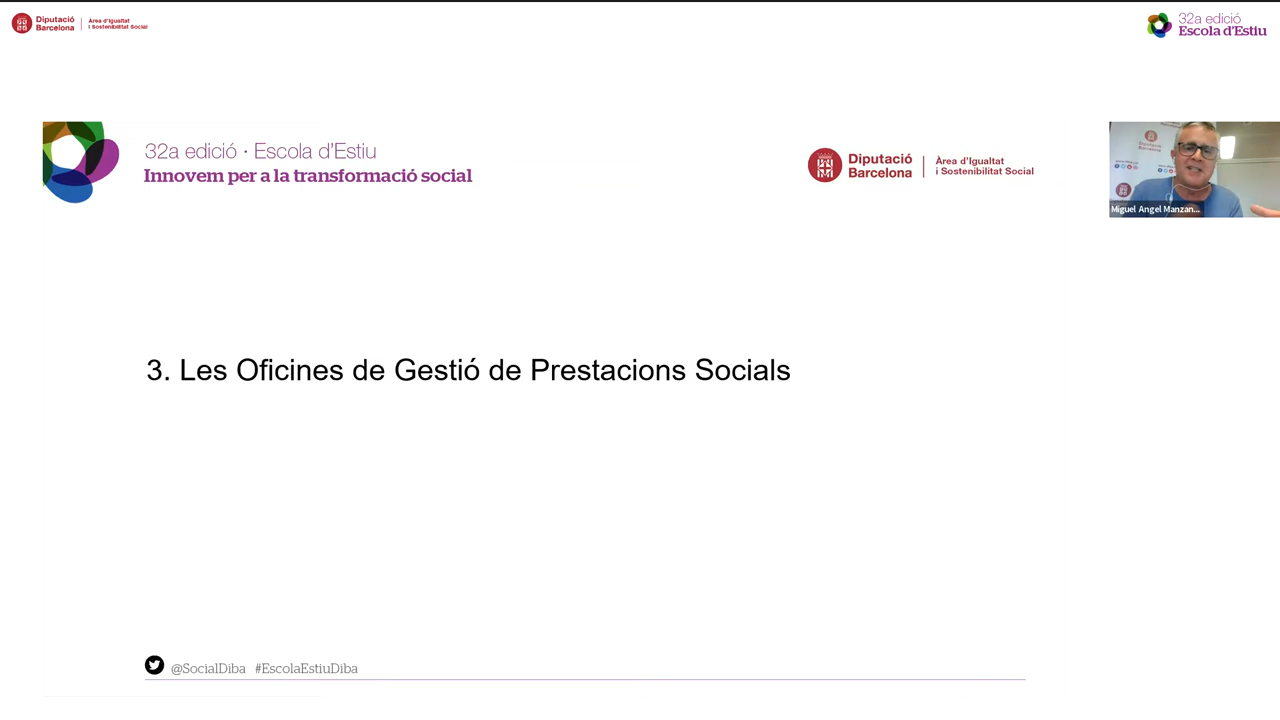 Diputació
Barcelona
Àrea d'Igualtat
i Sostenibilitat Social
32a edició
Escola d'Estiu
32a edició · Escola d'Estiu
Innovem per a la transformació social
Diputació
Barcelona
Àrea d'Igualtat
i Sostenibilitat Social
Miguel Angel Manzan...
3. Les Oficines de Gestió de Prestacions Socials
@SocialDiba #EscolaEstiuDiba